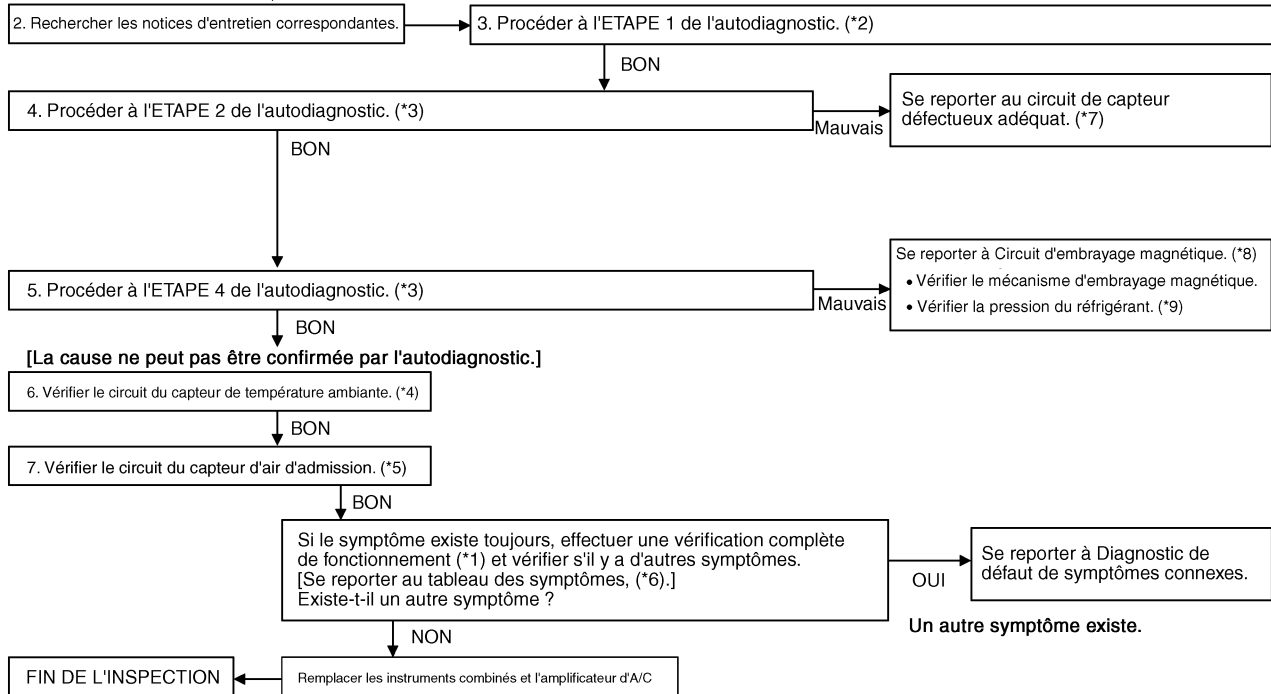 2. Rechercher les notices d'entretien correspondantes.
3. Procéder à l'ETAPE 1 de l'autodiagnostic. (*2)
BON
4. Procéder à l'ETAPE 2 de l'autodiagnostic. (*3)
Mauvais
Se reporter au circuit de capteur
défectueux adéquat. (*7)
BON
5. Procéder à l'ETAPE 4 de l'autodiagnostic. (*3)
Mauvais
Se reporter à Circuit d'embrayage magnétique. (*8)
• Vérifier le mécanisme d'embrayage magnétique.
• Vérifier la pression du réfrigérant. (*9)
BON
[La cause ne peut pas être confirmée par l'autodiagnostic.]
6. Vérifier le circuit du capteur de température ambiante. (*4)
BON
7. Vérifier le circuit du capteur d'air d'admission. (*5)
BON
Si le symptôme existe toujours, effectuer une vérification complète
de fonctionnement (*1) et vérifier s'il y a d'autres symptômes.
[Se reporter au tableau des symptômes, (*6).]
Existe-t-il un autre symptôme ?
OUI
Se reporter à Diagnostic de
défaut de symptômes connexes.
Un autre symptôme existe.
NON
Remplacer les instruments combinés et l'amplificateur d'A/C
FIN DE L'INSPECTION